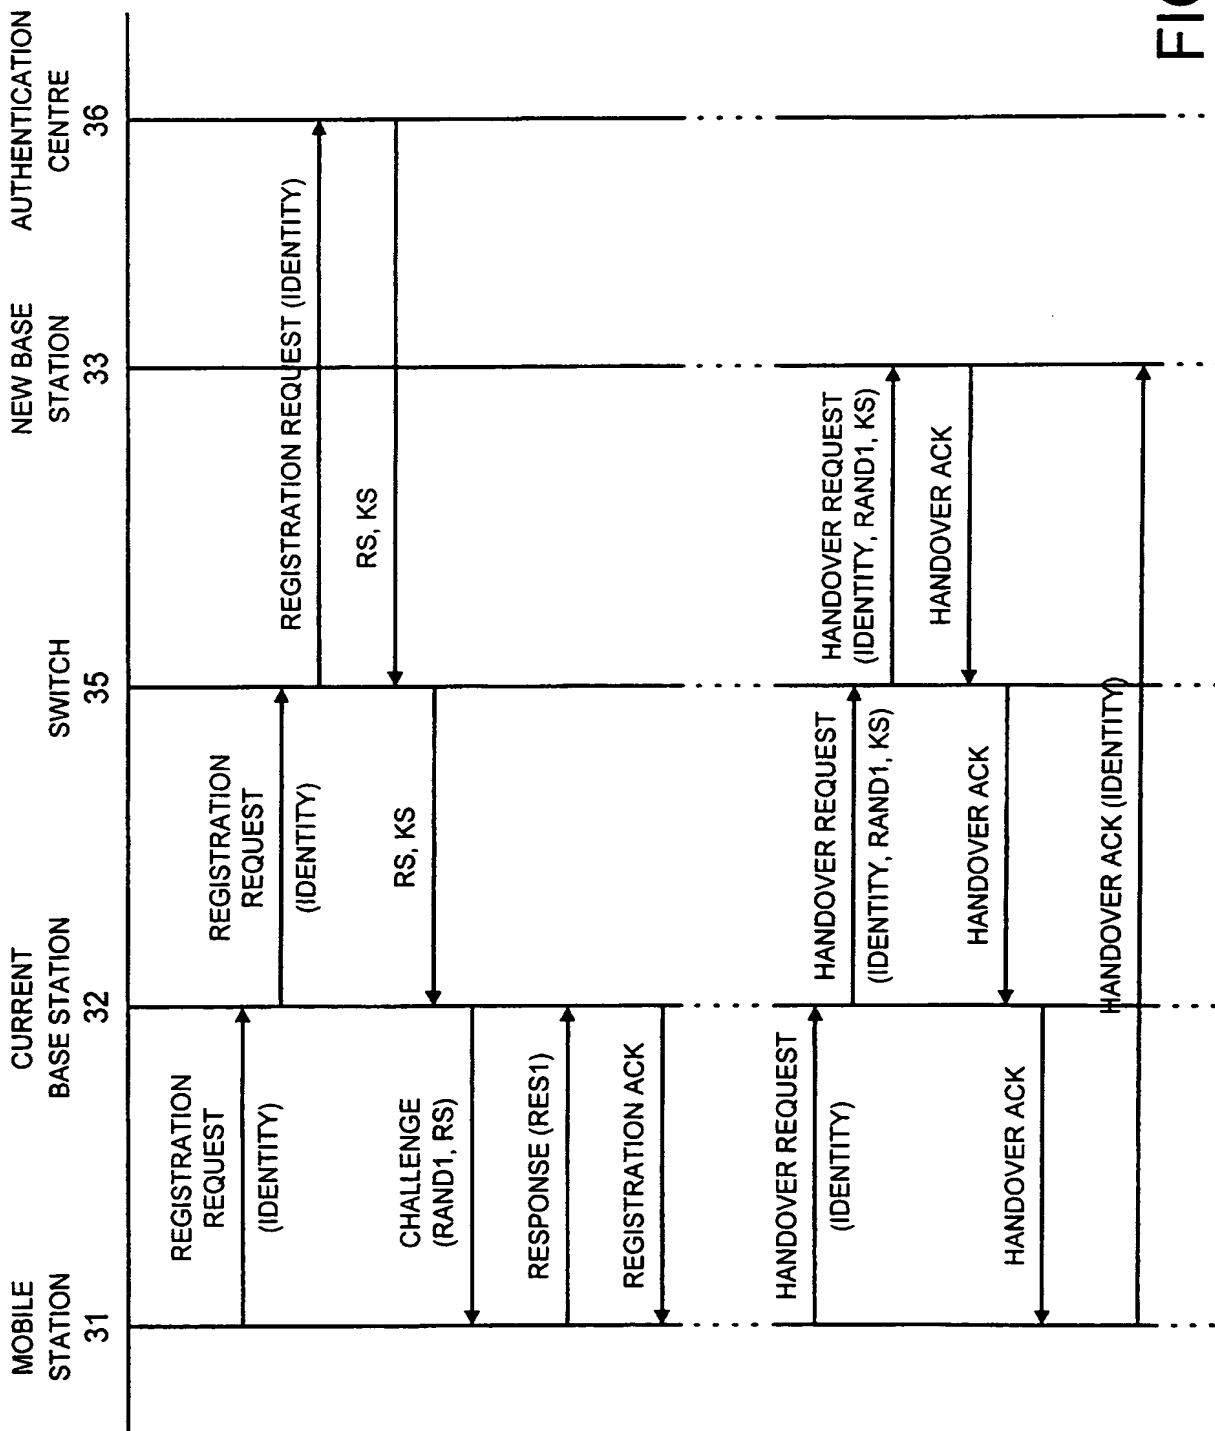 MOBILE
STATION
31
CURRENT
BASE STATION
32
SWITCH
35
NEW BASE
STATION
33
AUTHENTICATION
CENTRE
36
REGISTRATION
REQUEST
(IDENTITY)
REGISTRATION
REQUEST
(IDENTITY)
REGISTRATION REQUEST (IDENTITY)
RS, KS
RS, KS
CHALLENGE
(RAND1, RS)
RESPONSE (RES1)
REGISTRATION ACK
HANDOVER REQUEST
(IDENTITY)
HANDOVER REQUEST
(IDENTITY, RAND1, KS)
HANDOVER REQUEST
(IDENTITY, RAND1, KS)
HANDOVER ACK
HANDOVER ACK
HANDOVER ACK
HANDOVER ACK (IDENTITY)